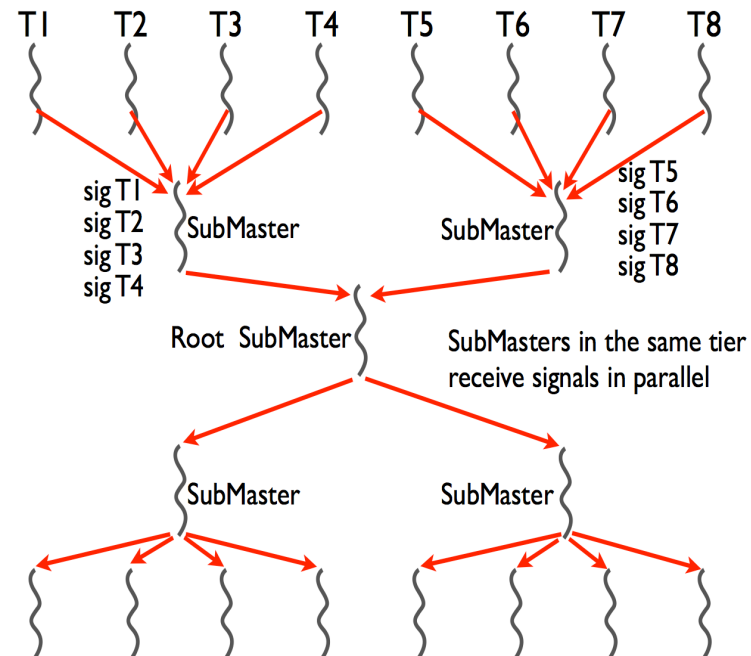 T1 T2 T3 T4 T5 T6 T7 T8
sig T1
sig T2
sig T3
sig T4
SubMaster
SubMaster
sig T5
sig T6
sig T7
sig T8
Root SubMaster
SubMasters in the same tier
receive signals in parallel
SubMaster
SubMaster